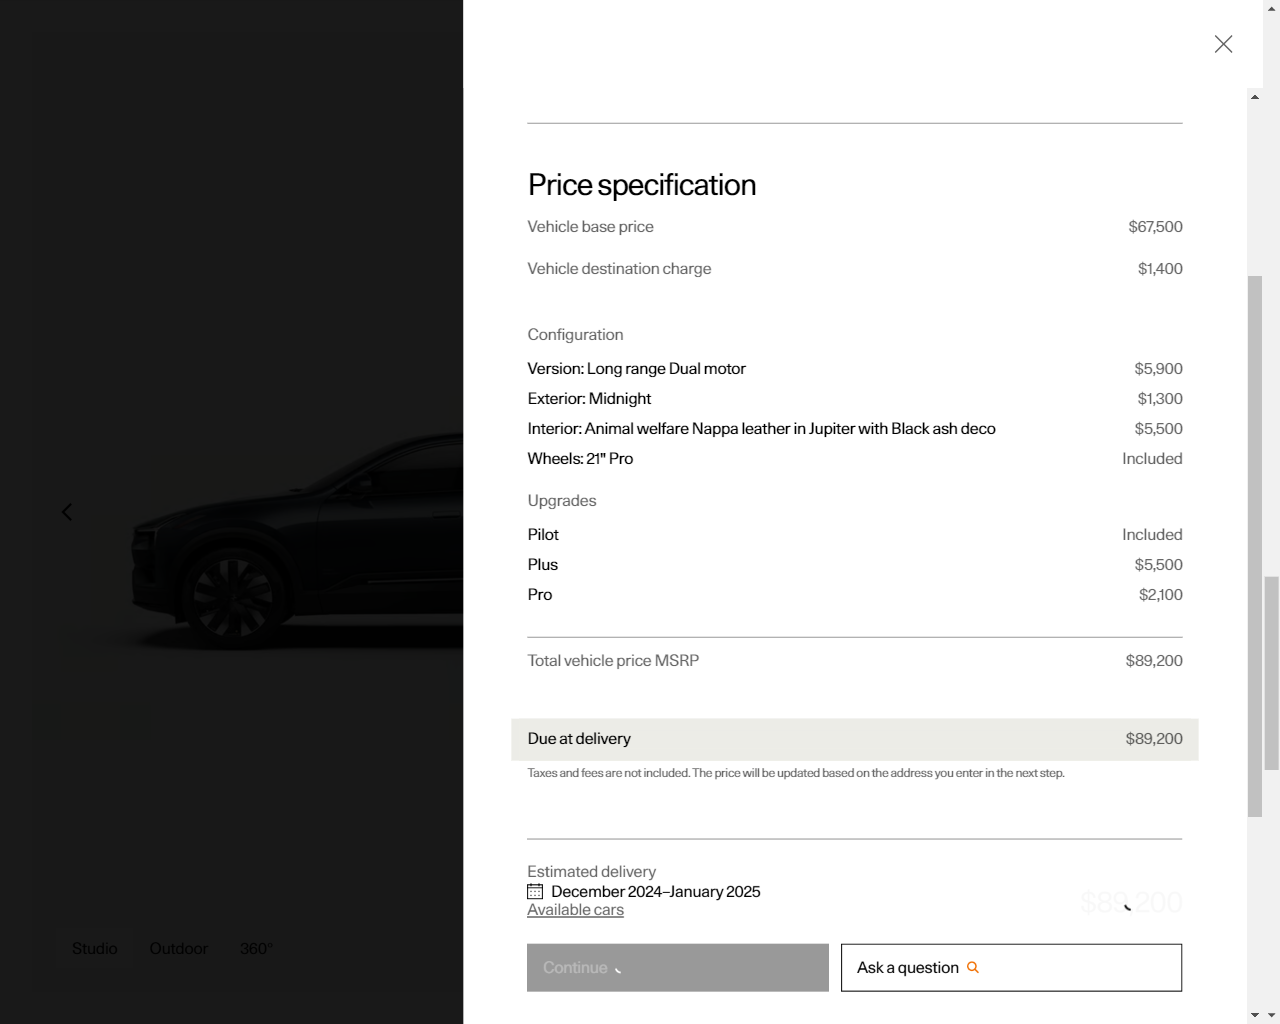 Price specification
Vehicle base price $67,500
Vehicle destination charge $1,400
Configuration
Version: Long range Dual motor $5,900
Exterior: Midnight $1,300
Interior: Animal welfare Nappa leather in Jupiter with Black ash deco $5,500
Wheels: 21" Pro Included
Upgrades
Pilot Included
Plus $5,500
Pro $2,100
Total vehicle price MSRP $89,200
Due at delivery $89,200
Taxes and fees are not included. The price will be updated based on the address you enter in the next step.
Estimated delivery
December 2024–January 2025
Available cars
$89,200
Studio Outdoor 360°
Continue
Ask a question